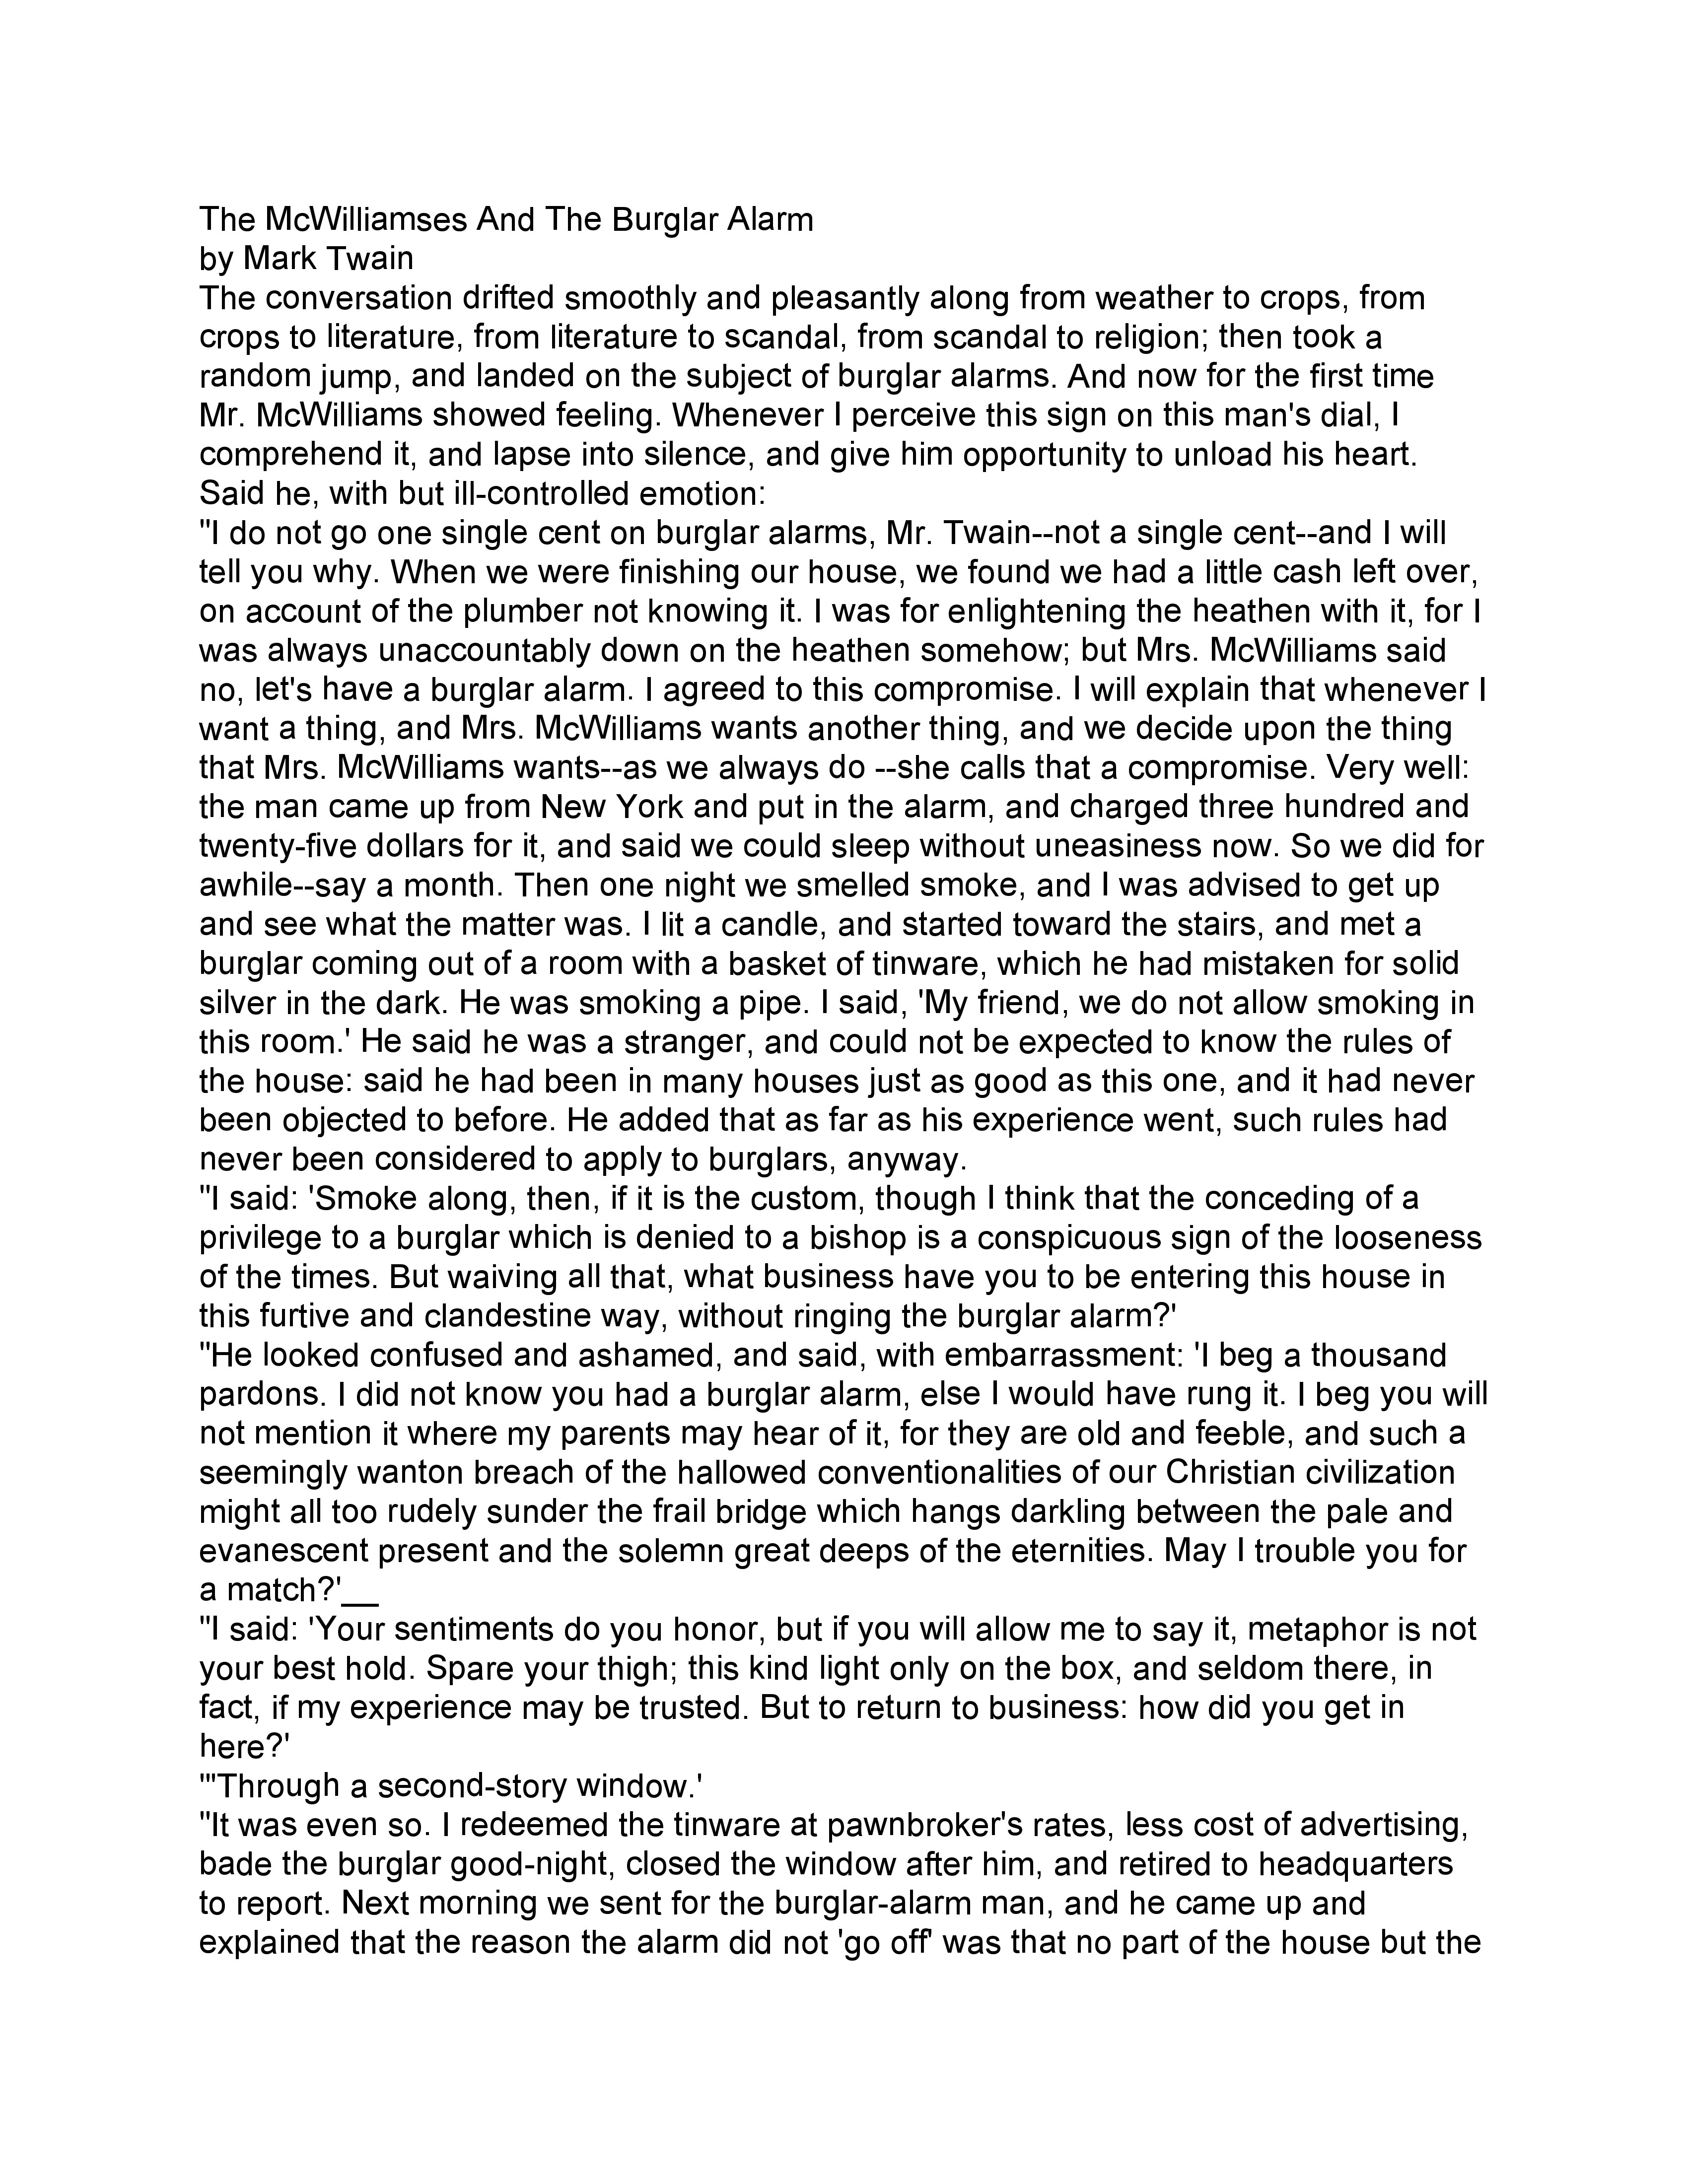 The McWilliamses And The Burglar Alarm
by Mark Twain
The conversation drifted smoothly and pleasantly along from weather to crops, from
crops to literature, from literature to scandal, from scandal to religion; then took a
random jump, and landed on the subject of burglar alarms. And now for the first time
Mr. McWilliams showed feeling. Whenever I perceive this sign on this man's dial, I
comprehend it, and lapse into silence, and give him opportunity to unload his heart.
Said he, with but ill-controlled emotion:
"I do not go one single cent on burglar alarms, Mr. Twain--not a single cent--and I will
tell you why. When we were finishing our house, we found we had a little cash left over,
on account of the plumber not knowing it. I was for enlightening the heathen with it, for I
was always unaccountably down on the heathen somehow; but Mrs. McWilliams said
no, let's have a burglar alarm. I agreed to this compromise. I will explain that whenever I
want a thing, and Mrs. McWilliams wants another thing, and we decide upon the thing
that Mrs. McWilliams wants--as we always do --she calls that a compromise. Very well:
the man came up from New York and put in the alarm, and charged three hundred and
twenty-five dollars for it, and said we could sleep without uneasiness now. So we did for
awhile--say a month. Then one night we smelled smoke, and I was advised to get up
and see what the matter was. I lit a candle, and started toward the stairs, and met a
burglar coming out of a room with a basket of tinware, which he had mistaken for solid
silver in the dark. He was smoking a pipe. I said, 'My friend, we do not allow smoking in
this room.' He said he was a stranger, and could not be expected to know the rules of
the house: said he had been in many houses just as good as this one, and it had never
been objected to before. He added that as far as his experience went, such rules had
never been considered to apply to burglars, anyway.
"I said: 'Smoke along, then, if it is the custom, though I think that the conceding of a
privilege to a burglar which is denied to a bishop is a conspicuous sign of the looseness
of the times. But waiving all that, what business have you to be entering this house in
this furtive and clandestine way, without ringing the burglar alarm?'
"He looked confused and ashamed, and said, with embarrassment: 'I beg a thousand
pardons. I did not know you had a burglar alarm, else I would have rung it. I beg you will
not mention it where my parents may hear of it, for they are old and feeble, and such a
seemingly wanton breach of the hallowed conventionalities of our Christian civilization
might all too rudely sunder the frail bridge which hangs darkling between the pale and
evanescent present and the solemn great deeps of the eternities. May I trouble you for
a match?'__
"I said: 'Your sentiments do you honor, but if you will allow me to say it, metaphor is not
your best hold. Spare your thigh; this kind light only on the box, and seldom there, in
fact, if my experience may be trusted. But to return to business: how did you get in
here?'
"'Through a second-story window.'
"It was even so. I redeemed the tinware at pawnbroker's rates, less cost of advertising,
bade the burglar good-night, closed the window after him, and retired to headquarters
to report. Next morning we sent for the burglar-alarm man, and he came up and
explained that the reason the alarm did not 'go off' was that no part of the house but the